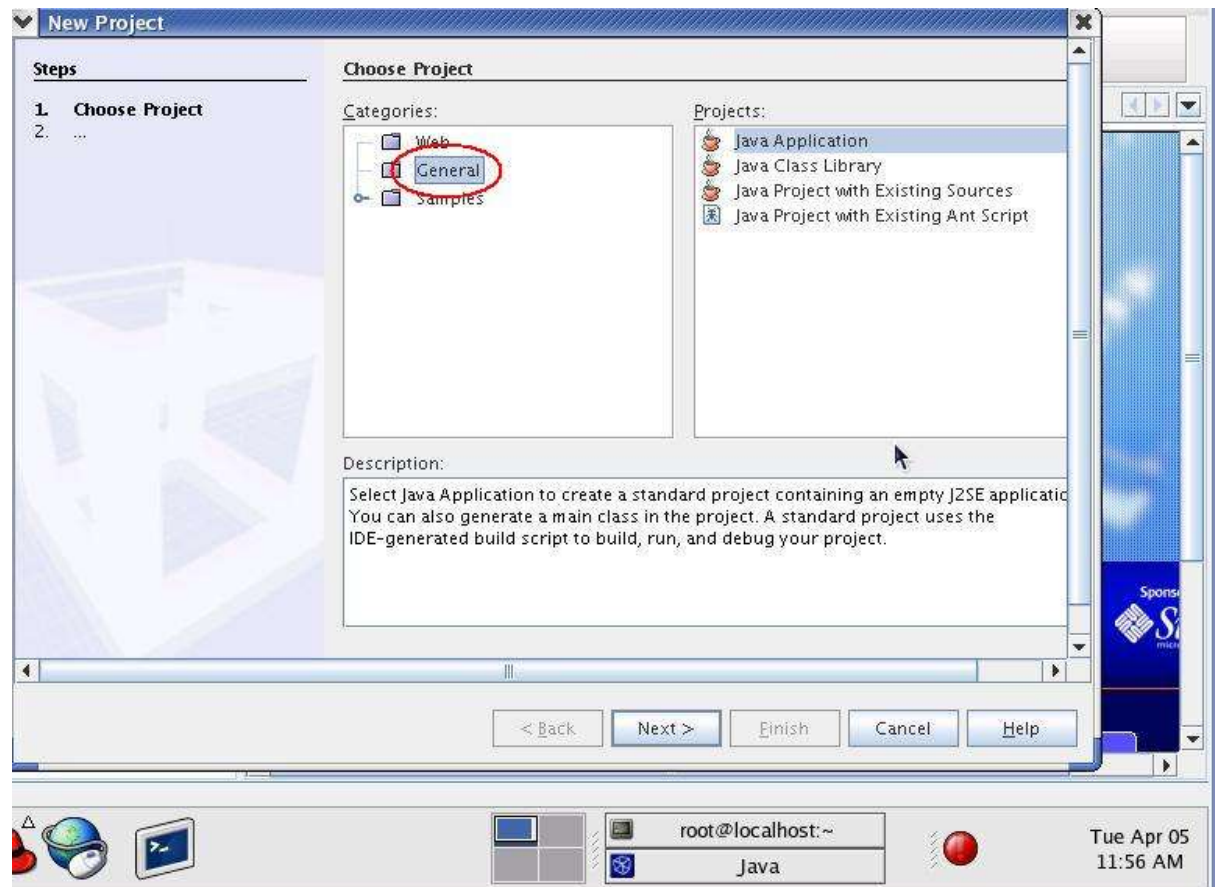 New Project
Steps
1. Choose Project
2. ...
Choose Project
Categories:
Web
General
Samples
Projects:
Java Application
Java Class Library
Java Project with Existing Sources
Java Project with Existing Ant Script
Description:
Select Java Application to create a standard project containing an empty J2SE applicatio
You can also generate a main class in the project. A standard project uses the
IDE-generated build script to build, run, and debug your project.
< Back
Next >
Finish
Cancel
Help
Spons
root@localhost:~
Java
Tue Apr 05
11:56 AM